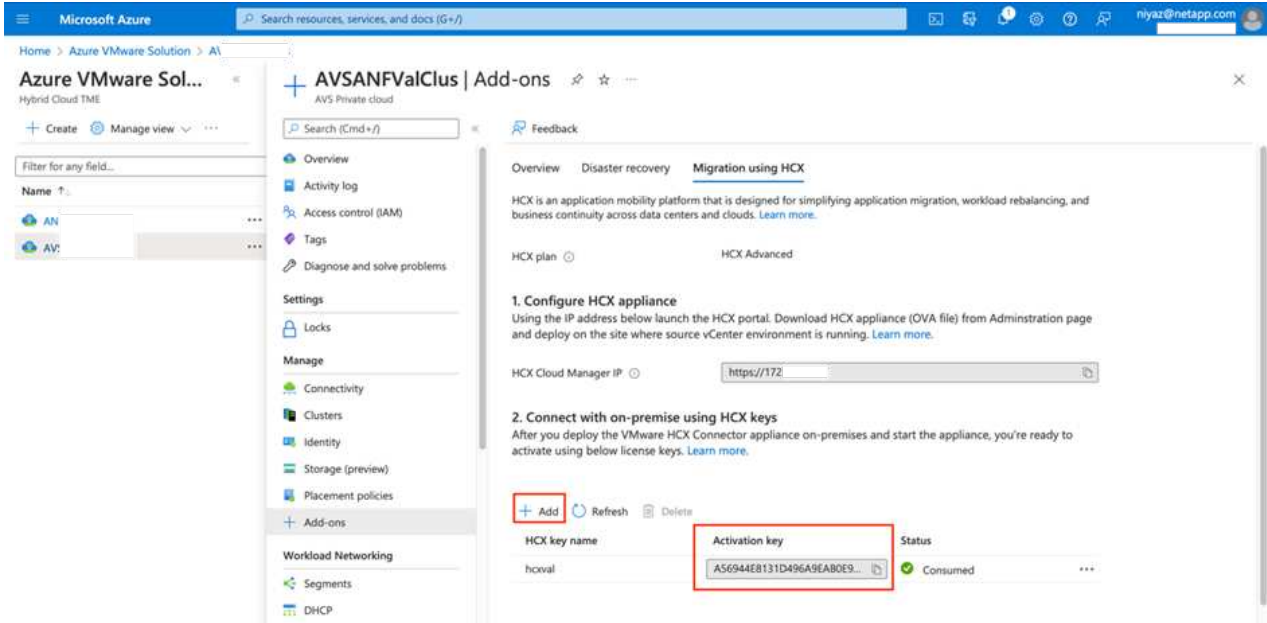 Microsoft Azure
Search resources, services, and docs (G+/)
1
niyaz@netapp.com
Home > Azure VMware Solution >
Azure VMware Sol...
Hybrid Cloud TME
Create
Manage view
Filter for any field...
Name
AN
AV
AVSANFValClus | Add-ons
AVS Private cloud
Search (Cmd+/)
Overview
Activity log
Access control (IAM)
Tags
Diagnose and solve problems
Settings
Locks
Manage
Connectivity
Clusters
Identity
Storage (preview)
Placement policies
Add-ons
Workload Networking
Segments
DHCP
Feedback
Overview Disaster recovery Migration using HCX
HCX is an application mobility platform that is designed for simplifying application migration, workload rebalancing, and
business continuity across data centers and clouds. Learn more.
HCX plan HCX Advanced
1. Configure HCX appliance
Using the IP address below launch the HCX portal. Download HCX appliance (OVA file) from Adminstration page
and deploy on the site where source vCenter environment is running. Learn more.
HCX Cloud Manager IP https://172
2. Connect with on-premise using HCX keys
After you deploy the VMware HCX Connector appliance on-premises and start the appliance, you're ready to
activate using below license keys. Learn more.
Add Refresh Delete
HCX key name Activation key Status
hcxval A56944E8131D496A9EAB0E9... Consumed